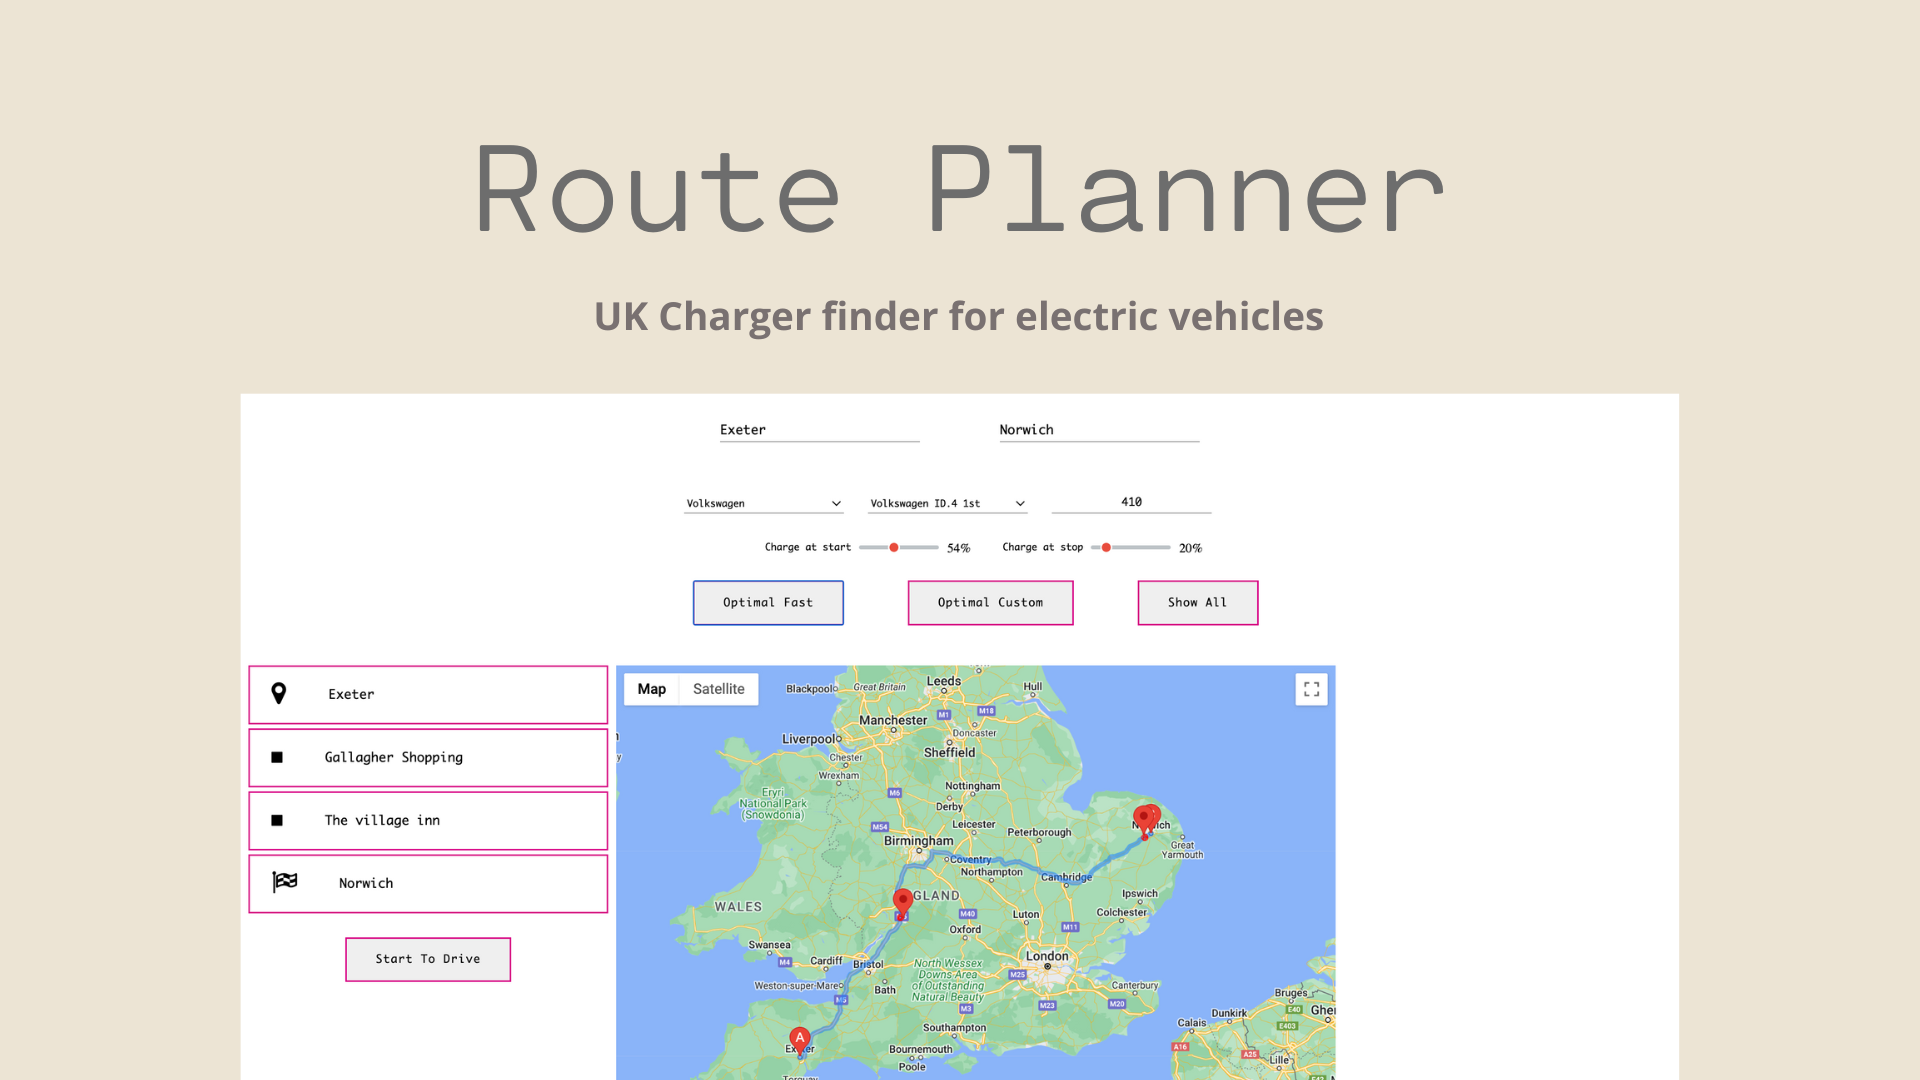 Route Planner
UK Charger finder for electric vehicles
Exeter
Norwich
Volkswagen
Volkswagen ID.4 1st
410
Charge at start
54%
Charge at stop
20%
Optimal Fast
Optimal Custom
Show All
Exeter
Gallagher Shopping
The village inn
Norwich
Start To Drive
Map
Satellite
Blackpool
Great Britain
Leeds
Hull
M1
M18
Manchester
Doncaster
Liverpool
Sheffield
Chester
Wrexham
Eryri
National Park
(Snowdonia)
M6
Nottingham
Derby
M54
Leicester
Peterborough
Great
Yarmouth
Birmingham
Coventry
Northampton
Cambridge
WALES
Ipswich
M40
Luton
Colchester
Oxford
M11
Swansea
M4
Cardiff
Bristol
North Wessex
Downs Area
of Outstanding
Natural Beauty
London
M25
Weston-super-Mare
Bath
Canterbury
M5
M3
M23
M20
Bruges
E40
Dunkirk
Calais
E403
Southampton
A
Exeter
Bournemouth
Poole
A16
A25
Lille